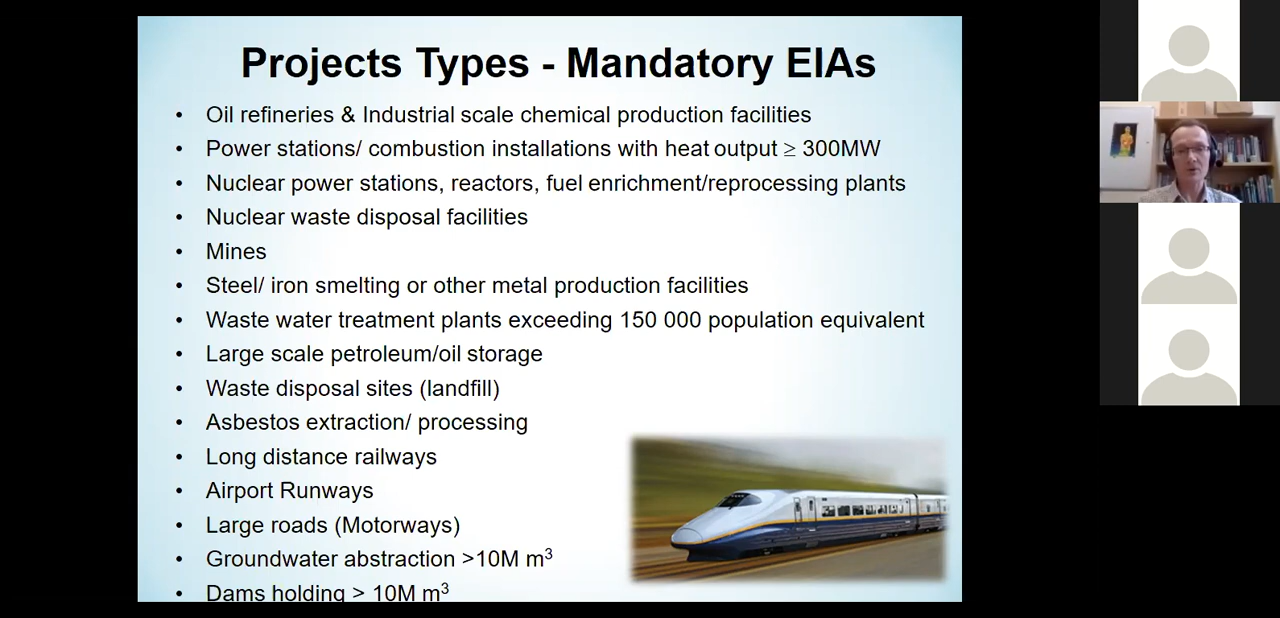 Projects Types - Mandatory EIAs
• Oil refineries & Industrial scale chemical production facilities
• Power stations/ combustion installations with heat output ≥ 300MW
• Nuclear power stations, reactors, fuel enrichment/reprocessing plants
• Nuclear waste disposal facilities
• Mines
• Steel/ iron smelting or other metal production facilities
• Waste water treatment plants exceeding 150 000 population equivalent
• Large scale petroleum/oil storage
• Waste disposal sites (landfill)
• Asbestos extraction/ processing
• Long distance railways
• Airport Runways
• Large roads (Motorways)
• Groundwater abstraction >10M m³
• Dams holding > 10M m³